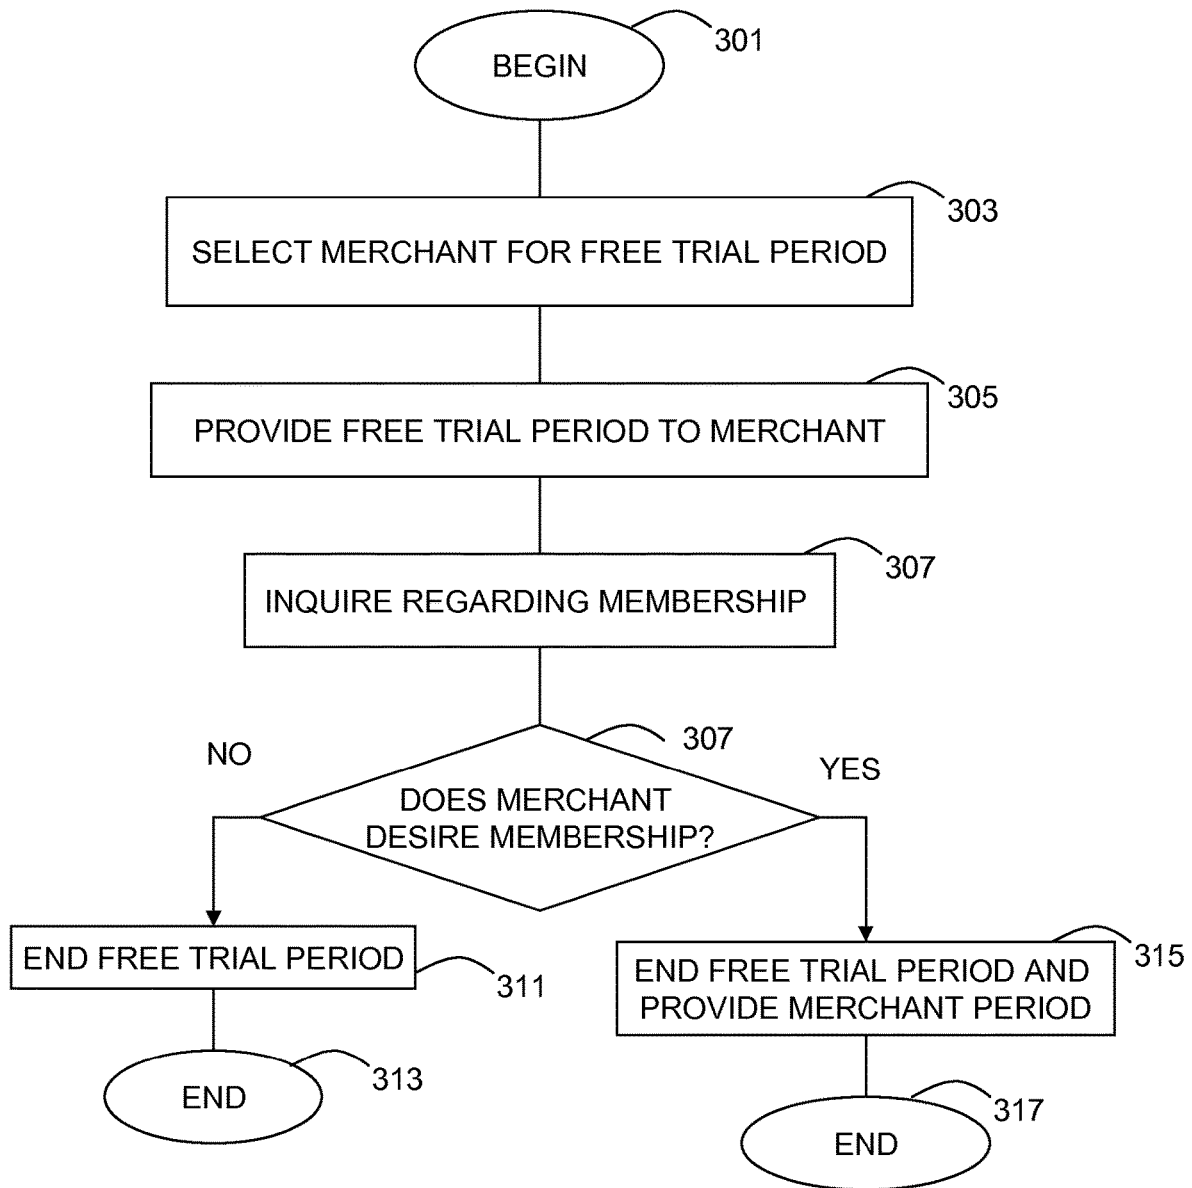 301
BEGIN
303
SELECT MERCHANT FOR FREE TRIAL PERIOD
305
PROVIDE FREE TRIAL PERIOD TO MERCHANT
307
INQUIRE REGARDING MEMBERSHIP
307
NO
YES
DOES MERCHANT
DESIRE MEMBERSHIP?
END FREE TRIAL PERIOD
311
315
END FREE TRIAL PERIOD AND
PROVIDE MERCHANT PERIOD
313
END
317
END